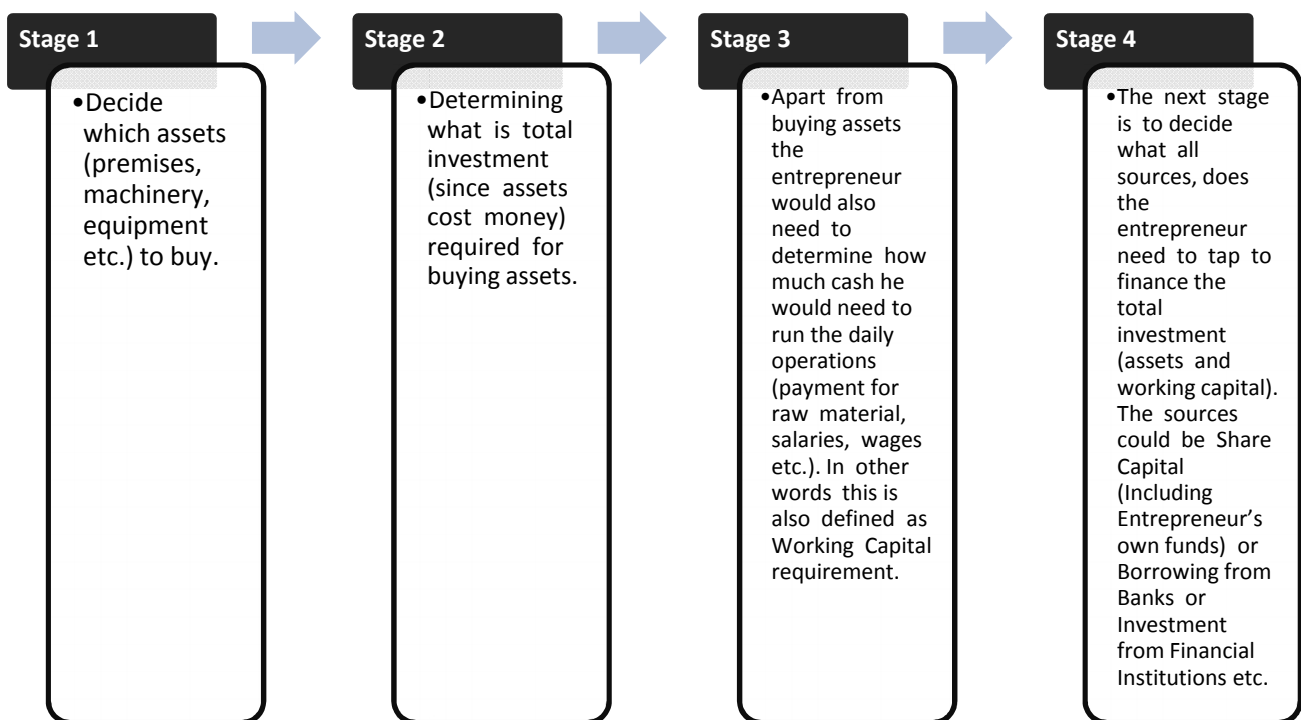 Stage 1
•Decide
which assets
(premises,
machinery,
equipment
etc.) to buy.
Stage 2
•Determining
what is total
investment
(since assets
cost money)
required for
buying assets.
Stage 3
•Apart from
buying assets
the
entrepreneur
would also
need to
determine how
much cash he
would need to
run the daily
operations
(payment for
raw material,
salaries, wages
etc.). In other
words this is
also defined as
Working Capital
requirement.
Stage 4
•The next stage
is to decide
what all
sources, does
the
entrepreneur
need to tap to
finance the
total
investment
(assets and
working capital).
The sources
could be Share
Capital
(Including
Entrepreneur’s
own funds) or
Borrowing from
Banks or
Investment
from Financial
Institutions etc.